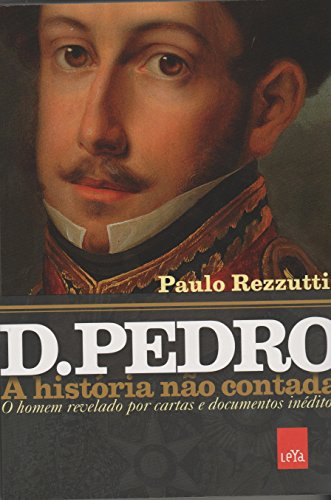 Paulo Rezzutti
D.PEDRO
A história não contada
O homem revelado por cartas e documentos inédito
LeYa